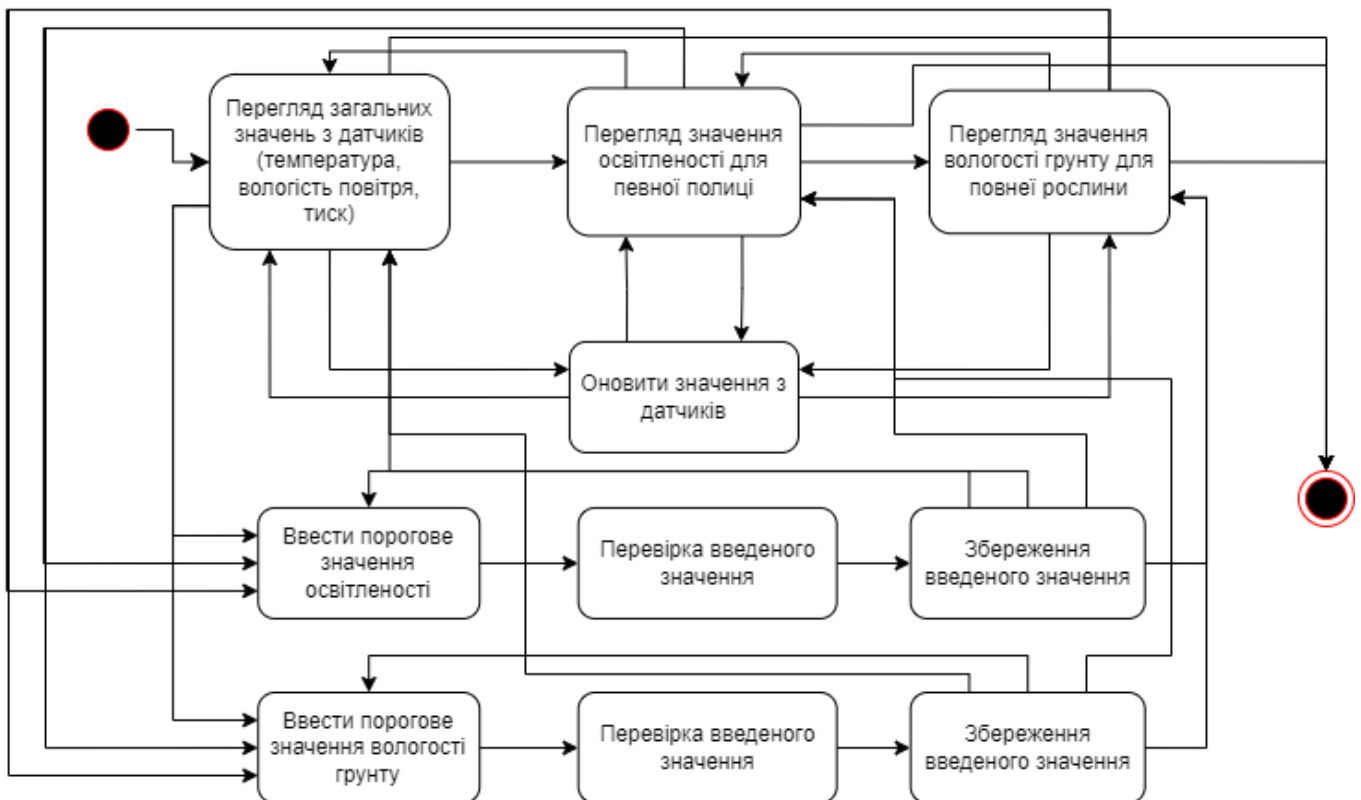 Перегляд загальних
значень з датчиків
(температура,
вологість повітря,
тиск)
Перегляд значення
освітленості для
певної полиці
Перегляд значення
вологості грунту для
повнеї рослини
Оновити значення з
датчиків
Ввести порогове
значення
освітленості
Перевірка введеного
значення
Збереження
введеного значення
Ввести порогове
значення вологості
грунту
Перевірка введеного
значення
Збереження
введеного значення